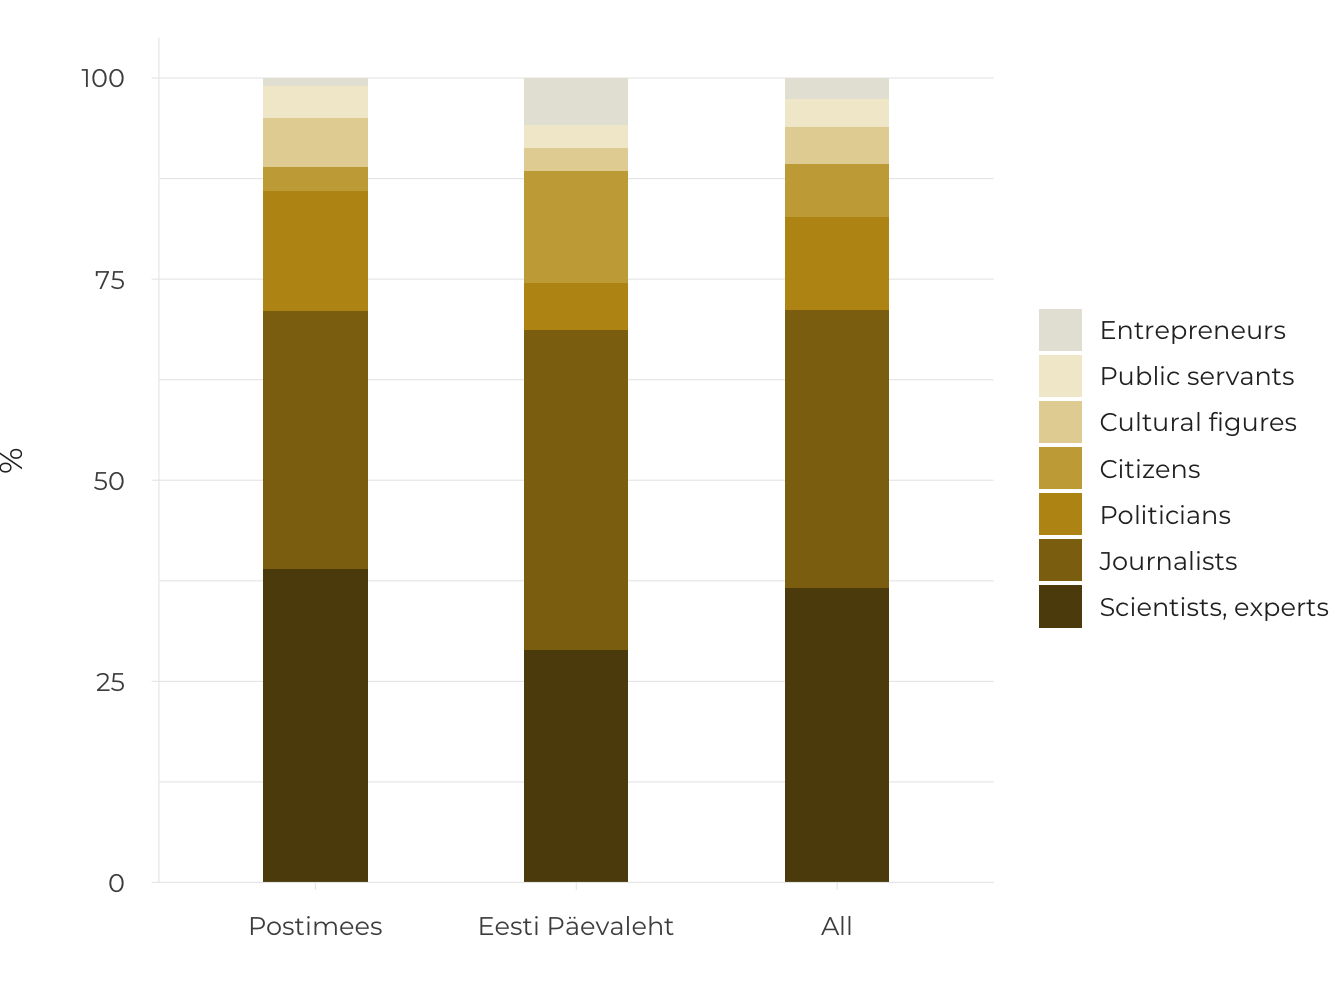 100
75
50
25
0
%
Postimees
Eesti Päevaleht
All
Entrepreneurs
Public servants
Cultural figures
Citizens
Politicians
Journalists
Scientists, experts